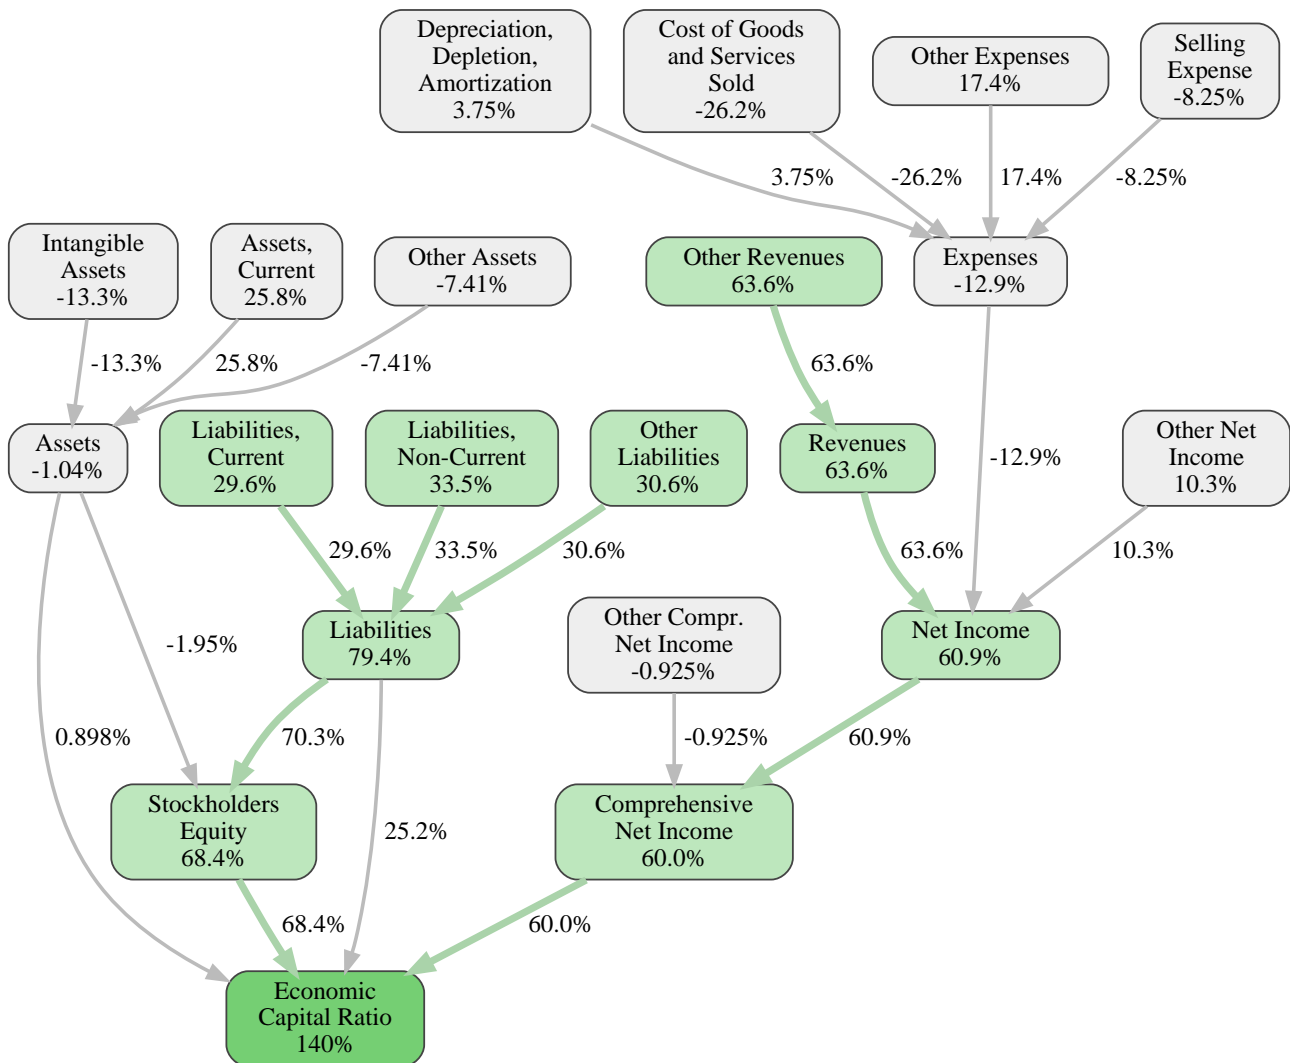 Depreciation,
Depletion,
Amortization
3.75%
Cost of Goods
and Services
Sold
-26.2%
Other Expenses
17.4%
Selling
Expense
-8.25%
3.75%
-26.2%
17.4%
-8.25%
Intangible
Assets
-13.3%
Assets,
Current
25.8%
Other Assets
-7.41%
Other Revenues
63.6%
Expenses
-12.9%
-13.3%
25.8%
-7.41%
63.6%
Assets
-1.04%
Liabilities,
Current
29.6%
Liabilities,
Non-Current
33.5%
Other
Liabilities
30.6%
Revenues
63.6%
-12.9%
Other Net
Income
10.3%
29.6%
33.5%
30.6%
63.6%
10.3%
-1.95%
Liabilities
79.4%
Other Compr.
Net Income
-0.925%
Net Income
60.9%
0.898%
70.3%
-0.925%
60.9%
Stockholders
Equity
68.4%
25.2%
Comprehensive
Net Income
60.0%
68.4%
60.0%
Economic
Capital Ratio
140%